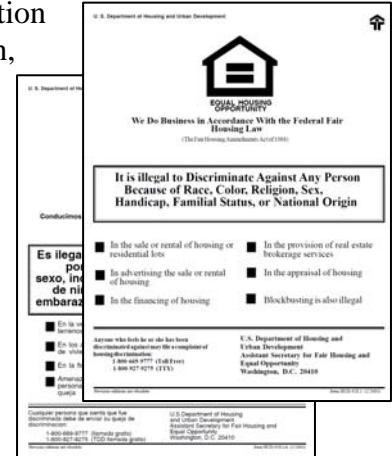 tion
n,
U. S. Department of Housing and Urban Development
EQUAL HOUSING
OPPORTUNITY
We Do Business in Accordance With the Federal Fair
Housing Law
(The Fair Housing Amendments Act of 1988)
It is illegal to Discriminate Against Any Person
Because of Race, Color, Religion, Sex,
Handicap, Familial Status, or National Origin
In the sale or rental of housing or
residential lots
In advertising the sale or rental
of housing
In the financing of housing
In the provision of real estate
brokerage services
In the appraisal of housing
Blockbusting is also illegal
Anyone who feels he or she has been
discriminated against may file a complaint of
housing discrimination:
1-800-669-9777 (Toll Free)
1-800-927-9275 (TTY)
U.S. Department of Housing and
Urban Development
Assistant Secretary for Fair Housing and
Equal Opportunity
Washington, D.C. 20410
U. S. Department of H
Conducimos
Es ilega
por
sexo, in
de ni
embaraz
En la ve
terrenos
En los
de vivie
En la fi
Amenaz
persona
queja
Cualquier persona que sienta que fue
discriminada debe de enviar su queja de
discriminacion:
1-800-669-9777 (llamada gratis)
1-800-927-9275 (TDD llamada gratis)
U.S. Department of Housing
and Urban Development
Assistant Secretary for Fair Housing and
Equal Opportunity
Washington, D.C. 20410